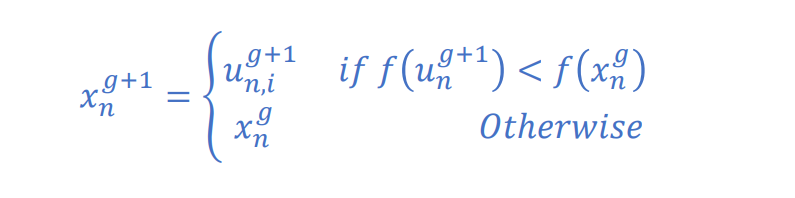 x_n^{g+1} = { u_{n,i}^{g+1} if f(u_n^{g+1}) < f(x_n^g)
x_n^g Otherwise